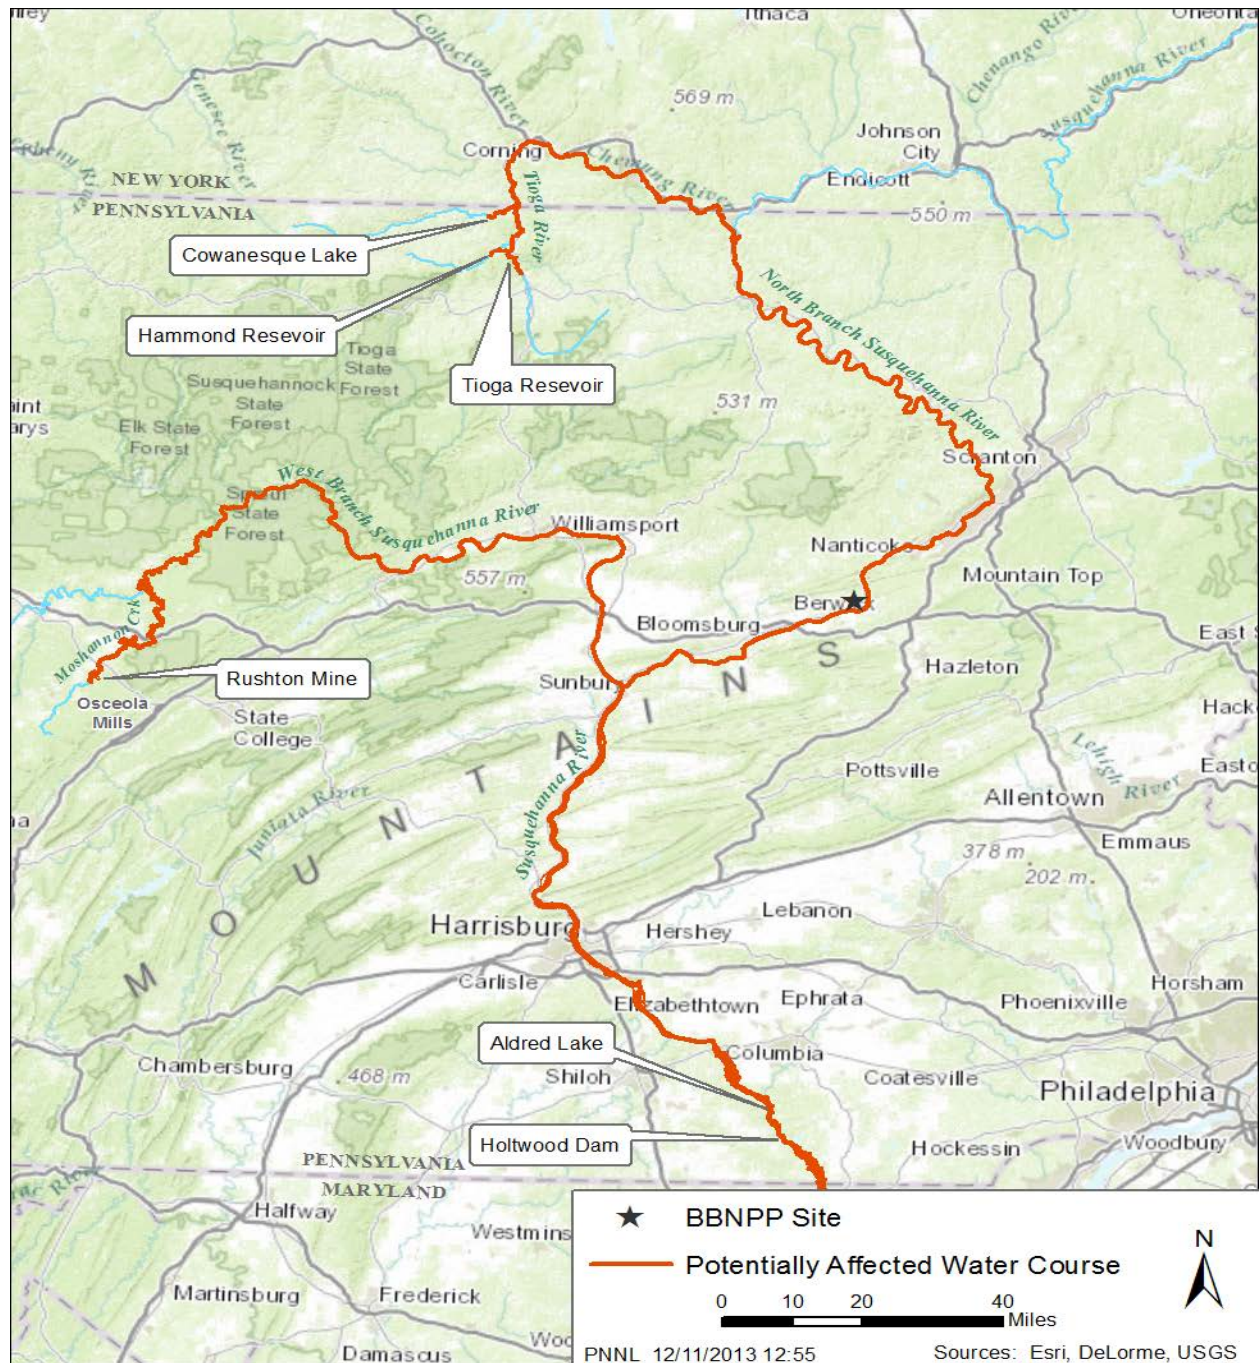 Ithaca
Oneonta
Cohocton River
Chenango River
Susquehanna River
Genesee River
569 m
Johnson
City
Corning
Chemung River
Endicott
NEW YORK
PENNSYLVANIA
Tioga River
550 m
Cowanesque Lake
Hammond Resevoir
Tioga Resevoir
North Branch Susquehanna River
Tioga
State
Forest
Susquehannock
State
Forest
Elk State
Forest
531 m
Scranton
West Branch Susquehanna River
State
Forest
Williamsport
Nanticoke
557 m
Mountain Top
Berwick
Moshannon Crk
Bloomsburg
Rushton Mine
Sunbury
Hazleton
Osceola
Mills
State
College
MOUNTAINS
Susquehanna River
Juniata River
Pottsville
Lehigh River
Allentown
Emmaus
378 m
202 m
Lebanon
Harrisburg
Hershey
Carlisle
Elizabethtown
Ephrata
Phoenixville
Horsham
Aldred Lake
Columbia
Chambersburg
468 m
Shiloh
Coatesville
Philadelphia
Holtwood Dam
Hockessin
Woodbury
PENNSYLVANIA
MARYLAND
Halfway
Westmins
Martinsburg
Frederick
Damascus
BBNPP Site
Potentially Affected Water Course
N
0 10 20 40
Miles
PNNL 12/11/2013 12:55 Sources: Esri, DeLorme, USGS